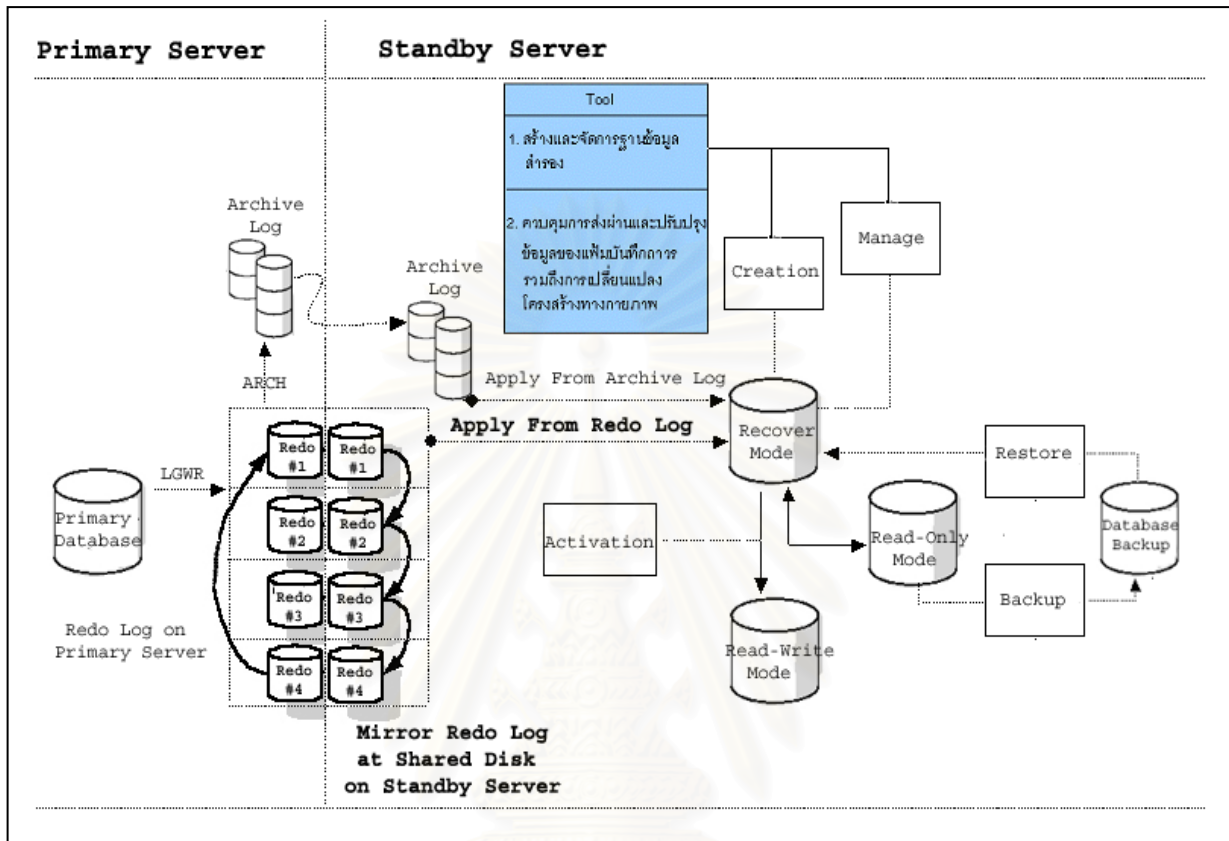 Primary Server
Standby Server
Tool
1. สร้างและจัดการฐานข้อมูล
สำรอง
2. ควบคุมการส่งผ่านและปรับปรุง
ข้อมูลของแฟ้มบันทึกถาวร
รวมถึงการเปลี่ยนแปลง
โครงสร้างทางกายภาพ
Archive
Log
Archive
Log
Creation
Manage
ARCH
Apply From Archive Log
Apply From Redo Log
Recover
Mode
Restore
LGWR
Primary
Database
Redo
#1
Redo
#1
Redo
#2
Redo
#2
Redo
#3
Redo
#3
Redo
#4
Redo
#4
Redo Log on
Primary Server
Activation
Read-Only
Mode
Database
Backup
Backup
Read-Write
Mode
Mirror Redo Log
at Shared Disk
on Standby Server